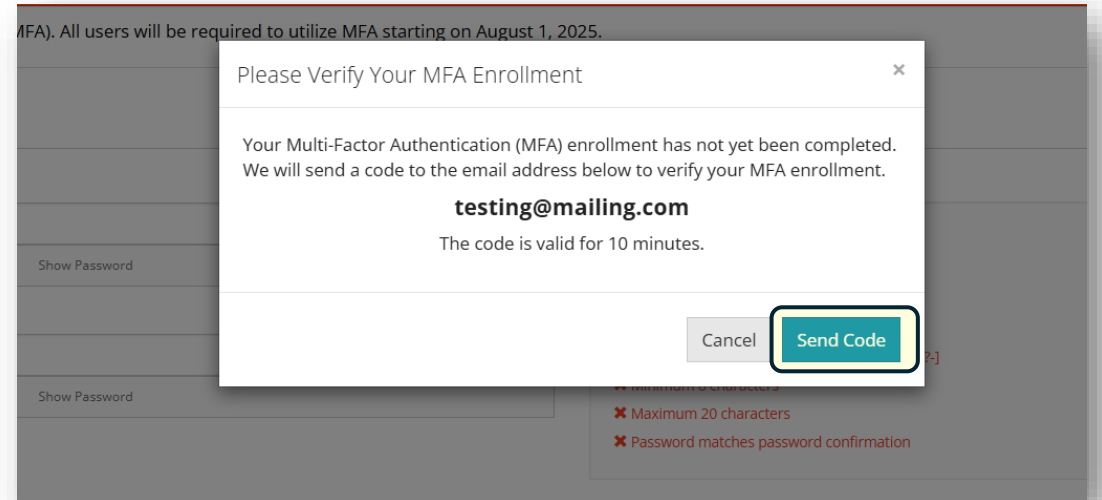 MFA). All users will be required to utilize MFA starting on August 1, 2025.
Please Verify Your MFA Enrollment ×
Your Multi-Factor Authentication (MFA) enrollment has not yet been completed.
We will send a code to the email address below to verify your MFA enrollment.
testing@mailing.com
The code is valid for 10 minutes.
Show Password
Cancel Send Code
?-]
Minimum 8 characters
Show Password
Maximum 20 characters
Password matches password confirmation